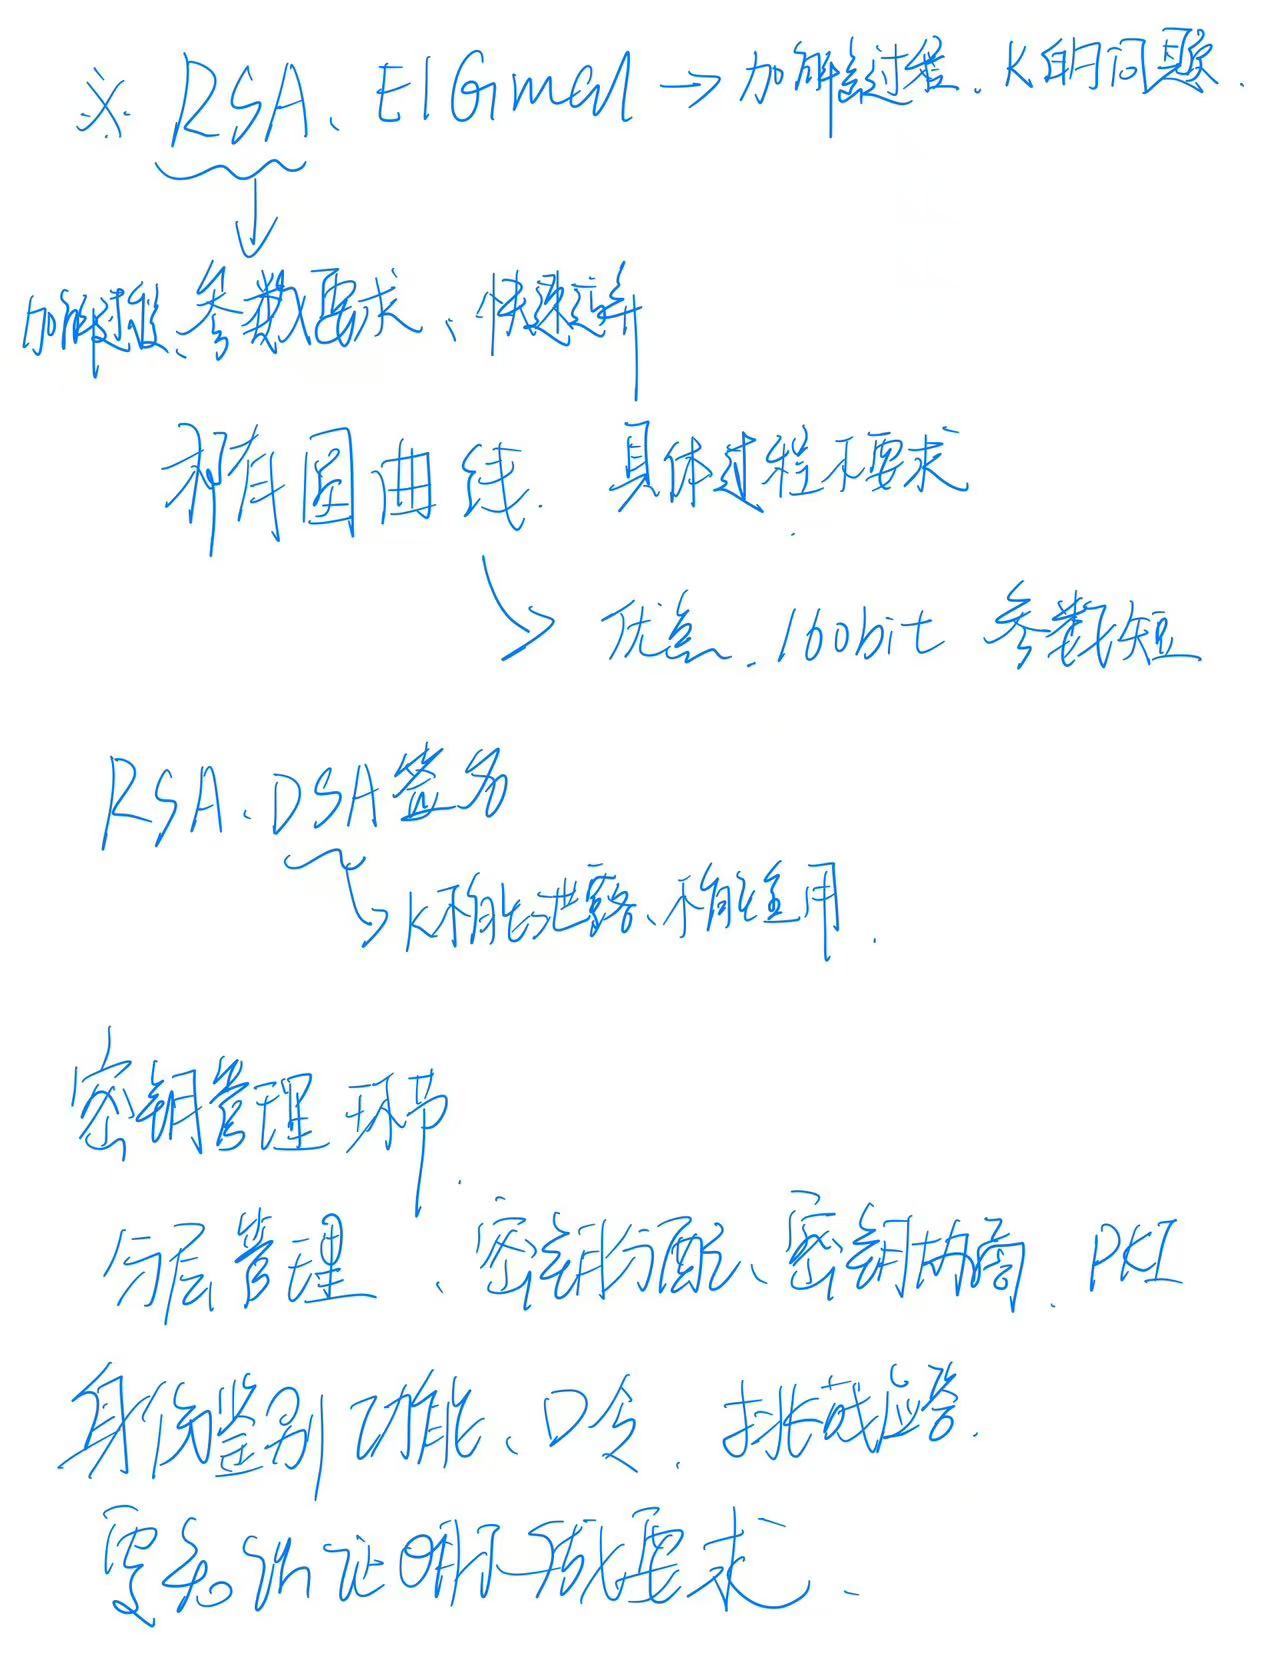 ※ RSA、ElGmal → 加解密过程、K的问题.
加解过程、参数要求、快速运算
椭圆曲线. 具体过程不要求
优点. 160bit 参数短
RSA、DSA签名
K不能泄露、不能重用.
密钥管理环节.
分层管理、密钥分配、密钥协商. PKI
身份鉴别功能、口令. 挑战应答.
零知识证明不做要求.